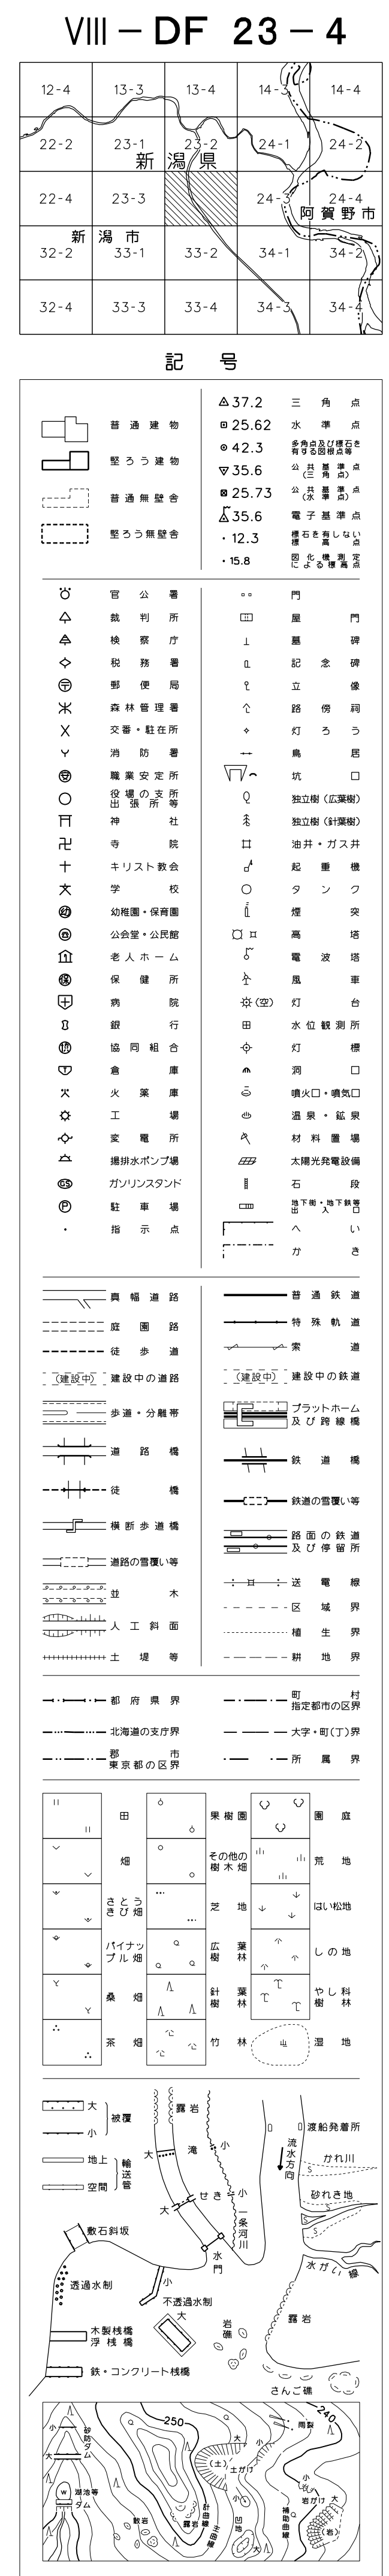 VIII－DF 23－4
12-4 13-3 13-4 14-3 14-4
22-2 23-1 23-2 24-1 24-2
新潟県
22-4 23-3 24-3 24-4
阿賀野市
新潟市
32-2 33-1 33-2 34-1 34-2
32-4 33-3 33-4 34-3 34-4
記号
普通建物
堅ろう建物
普通無壁舎
堅ろう無壁舎
37.2 三角点
25.62 水準点
42.3 多角点及び標石を有する図根点等
35.6 公共基準点（三角点）
25.73 公共基準点（水準点）
35.6 電子基準点
・12.3 標石を有しない標高点
・15.8 図化機測定による標高点
官公署
裁判所
検察庁
税務署
郵便局
森林管理署
交番・駐在所
消防署
職業安定所
役場の支所出張所等
神社
寺院
キリスト教会
文 学校
幼 幼稚園・保育園
公 公会堂・公民館
老人ホーム
保 保健所
病院
銀行
協 協同組合
倉庫
火薬庫
工場
変電所
揚排水ポンプ場
GS ガソリンスタンド
P 駐車場
指示点
門
屋門
墓碑
記念碑
立像
路傍祠
灯ろう
鳥居
坑口
独立樹（広葉樹）
独立樹（針葉樹）
油井・ガス井
起重機
タンク
煙突
高塔
電波塔
風車
（空） 灯台
水位観測所
灯標
洞口
噴火口・噴気口
温泉・鉱泉
材料置場
太陽光発電設備
石段
地下街・地下鉄等出入口
へい
かき
真幅道路
庭園路
徒歩道
（建設中） 建設中の道路
歩道・分離帯
道路橋
徒橋
横断歩道橋
道路の雪覆い等
並木
人工斜面
土堤等
普通鉄道
特殊軌道
索道
（建設中） 建設中の鉄道
プラットホーム
及び跨線橋
鉄道橋
鉄道の雪覆い等
路面の鉄道
及び停留所
送電線
区域界
植生界
耕地界
都府県界
北海道の支庁界
郡市
東京都の区界
町村
指定都市の区界
大字・町（丁）界
所属界
田 果樹園 庭園
畑 その他の樹木畑 荒地
さとうきび畑 芝地 はい松地
パイナップル畑 広葉樹林 しの地
桑畑 針葉樹林 やし科樹林
茶畑 竹林 湿地
大
小
被覆
地上
空間
輸送管
露岩
滝
小
大
せき
小
大
一条河川
水門
渡船発着所
流水方向
かれ川
S
砂れき地
S
S
敷石斜坂
透過水制
小
不透過水制
大
水がい線
露岩
岩礁
木製桟橋
浮桟橋
鉄・コンクリート桟橋
さんご礁
小
砂防ダム
大
W
湖池等
ダム
250
240
雨裂
大
小
（土）
土がけ
小
小
岩がけ
大
（岩）
散岩
露岩
計曲線
主曲線
凹地
大
補助曲線